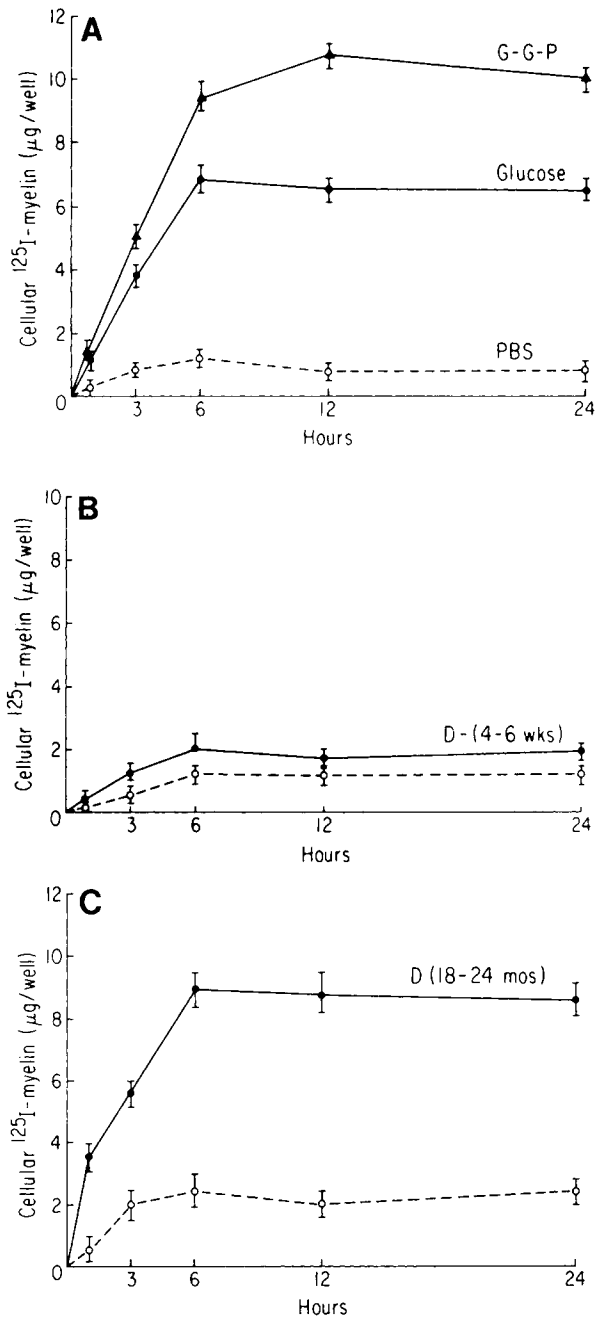 A
12
10
8
6
4
2
0
Cellular ¹²⁵I-myelin (μg/well)
G-G-P
Glucose
PBS
3 6 12 24
Hours
B
10
8
6
4
2
0
Cellular ¹²⁵I-myelin (μg/well)
D-(4-6 wks)
3 6 12 24
Hours
C
12
10
8
6
4
2
0
Cellular ¹²⁵I-myelin (μg/well)
D (18-24 mos)
3 6 12 24
Hours